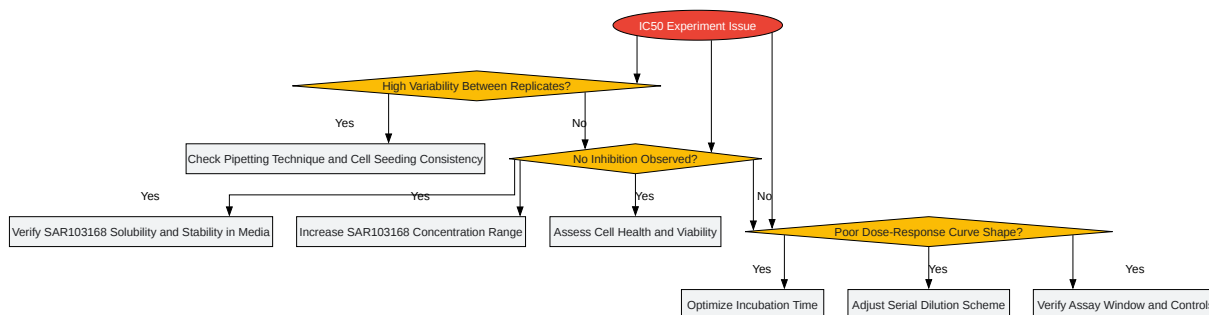 IC50 Experiment Issue
High Variability Between Replicates?
Yes
No
Check Pipetting Technique and Cell Seeding Consistency
No Inhibition Observed?
Yes
Yes
Yes
No
Verify SAR103168 Solubility and Stability in Media
Increase SAR103168 Concentration Range
Assess Cell Health and Viability
Poor Dose-Response Curve Shape?
Yes
Yes
Yes
Optimize Incubation Time
Adjust Serial Dilution Scheme
Verify Assay Window and Controls